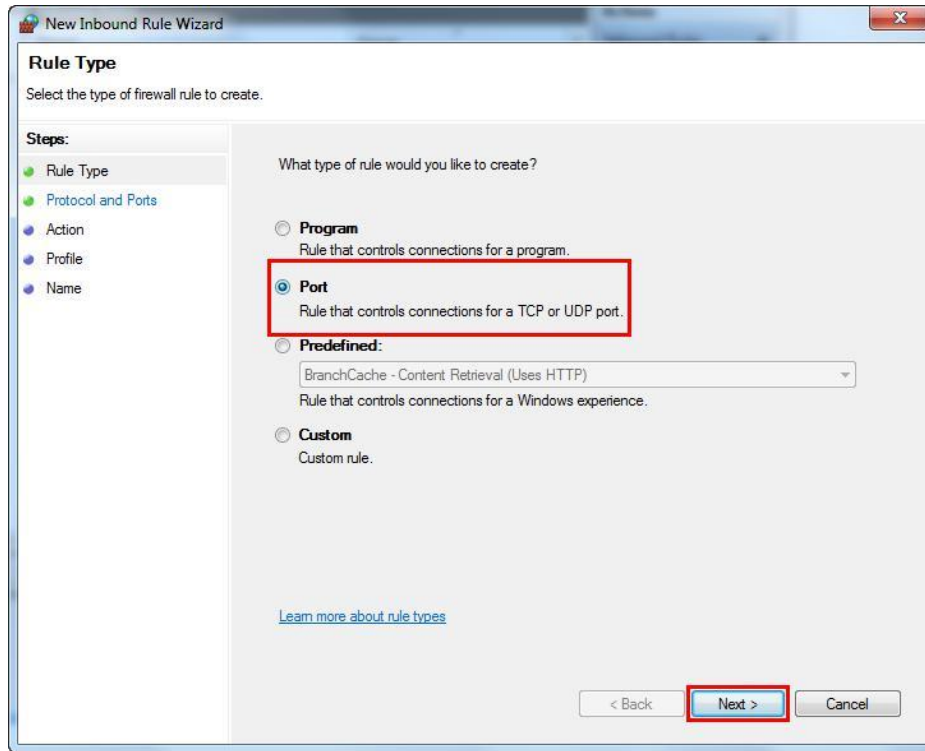 New Inbound Rule Wizard
Rule Type
Select the type of firewall rule to create.
Steps:
Rule Type
Protocol and Ports
Action
Profile
Name
What type of rule would you like to create?
Program
Rule that controls connections for a program.
Port
Rule that controls connections for a TCP or UDP port.
Predefined:
BranchCache - Content Retrieval (Uses HTTP)
Rule that controls connections for a Windows experience.
Custom
Custom rule.
Learn more about rule types
< Back Next > Cancel